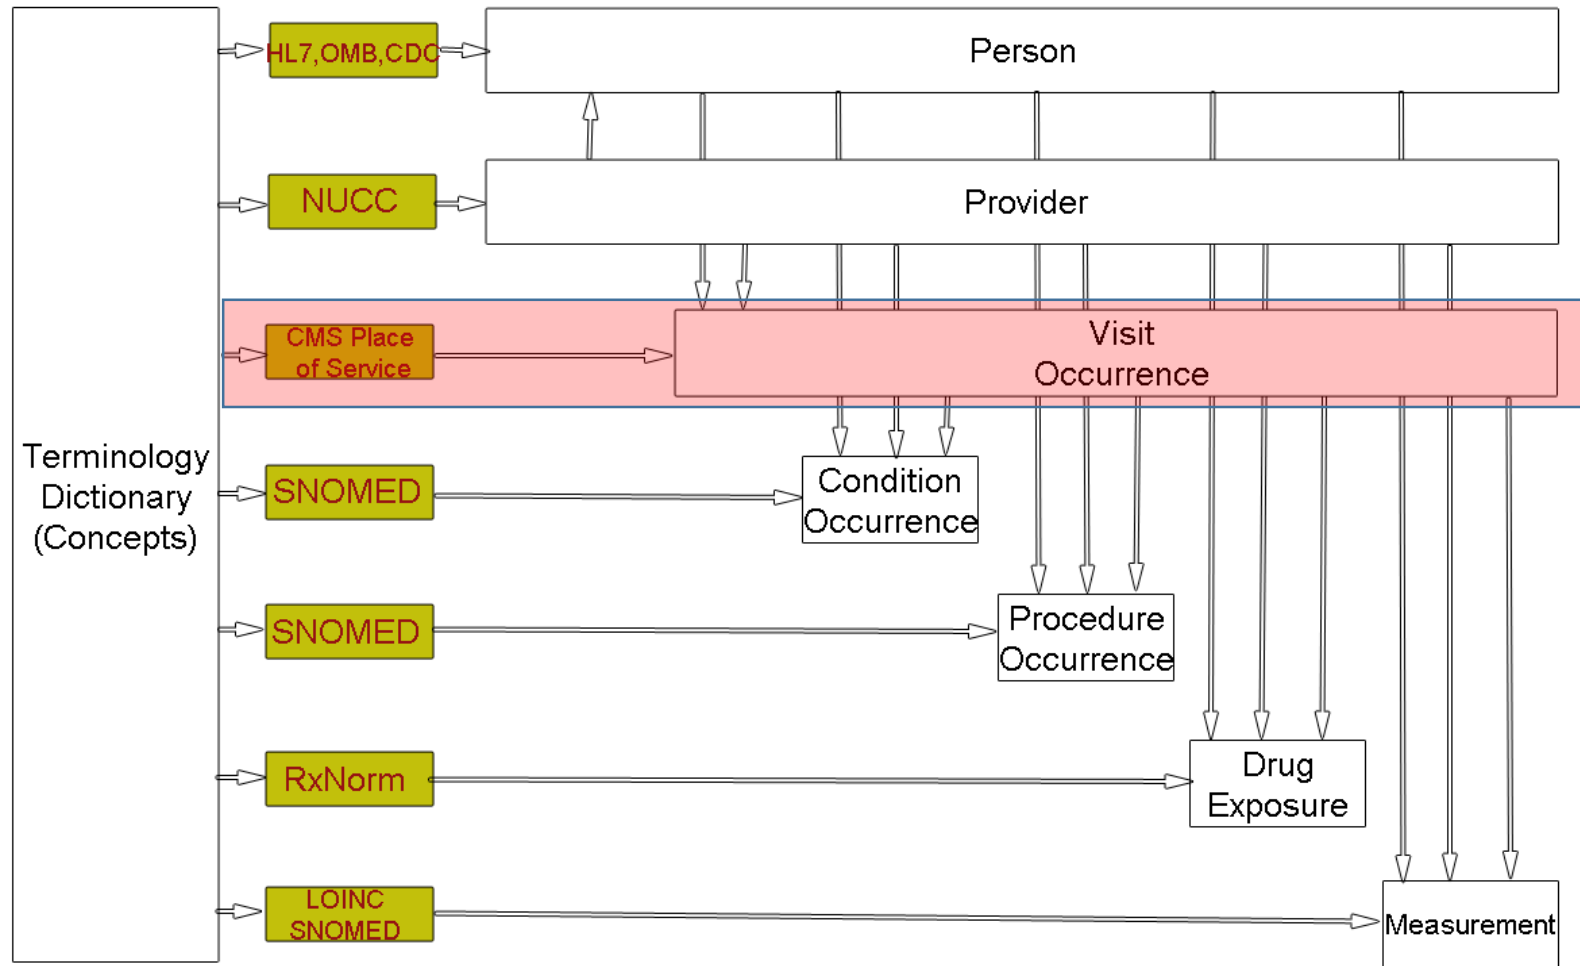 HL7,OMB,CDC
Person
NUCC
Provider
CMS Place
of Service
Visit
Occurrence
Terminology
Dictionary
(Concepts)
SNOMED
Condition
Occurrence
SNOMED
Procedure
Occurrence
RxNorm
Drug
Exposure
LOINC
SNOMED
Measurement